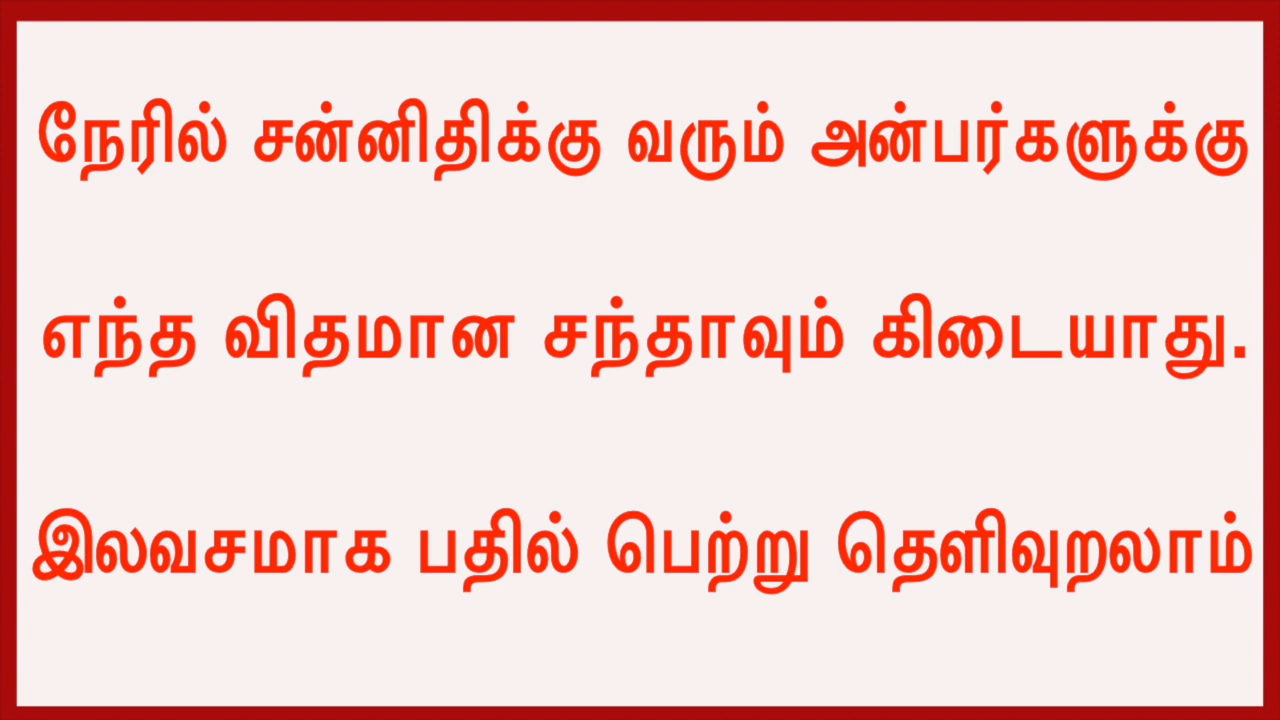 நேரில் சன்னிதிக்கு வரும் அன்பர்களுக்கு
எந்த விதமான சந்தாவும் கிடையாது.
இலவசமாக பதில் பெற்று தெளிவுறலாம்